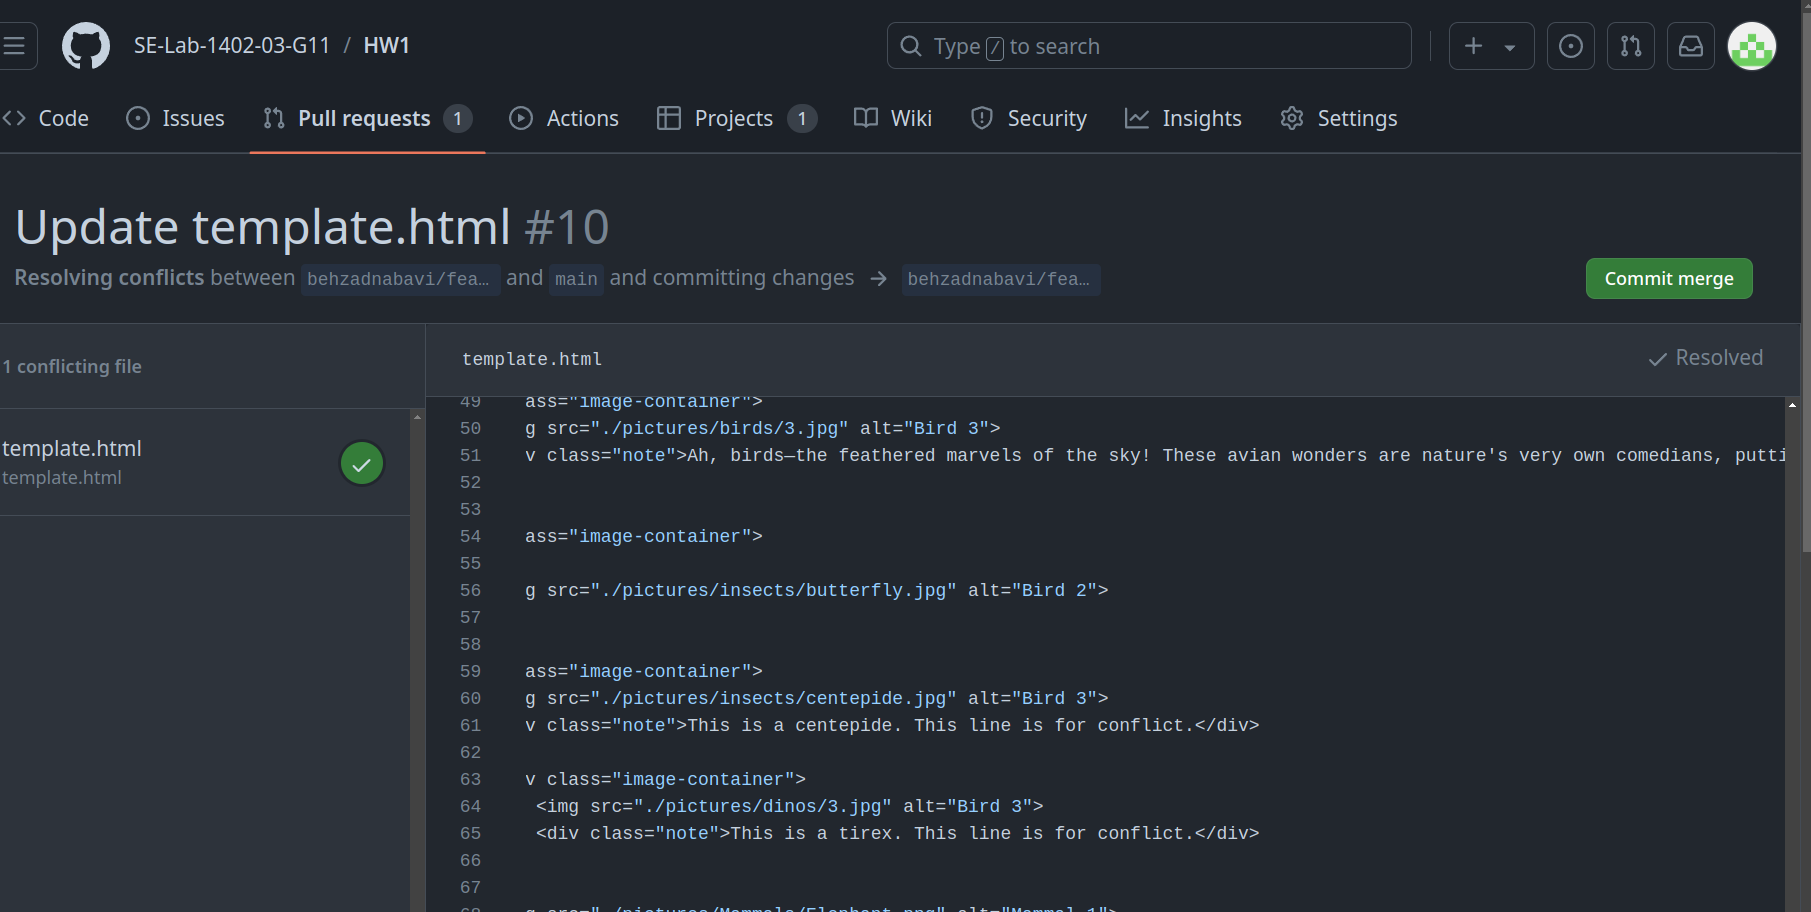 SE-Lab-1402-03-G11 / HW1
Type / to search
Code
Issues
Pull requests 1
Actions
Projects 1
Wiki
Security
Insights
Settings
Update template.html #10
Resolving conflicts between behzadnabavi/fea… and main and committing changes → behzadnabavi/fea…
Commit merge
1 conflicting file
template.html
template.html
template.html
Resolved
49 ass="image-container">
50 g src="./pictures/birds/3.jpg" alt="Bird 3">
51 v class="note">Ah, birds—the feathered marvels of the sky! These avian wonders are nature's very own comedians, putti
52
53
54 ass="image-container">
55
56 g src="./pictures/insects/butterfly.jpg" alt="Bird 2">
57
58
59 ass="image-container">
60 g src="./pictures/insects/centepide.jpg" alt="Bird 3">
61 v class="note">This is a centepide. This line is for conflict.</div>
62
63 v class="image-container">
64 <img src="./pictures/dinos/3.jpg" alt="Bird 3">
65 <div class="note">This is a tirex. This line is for conflict.</div>
66
67
68 g src="./pictures/Mammals/Elephant.png" alt="Mammal 1">